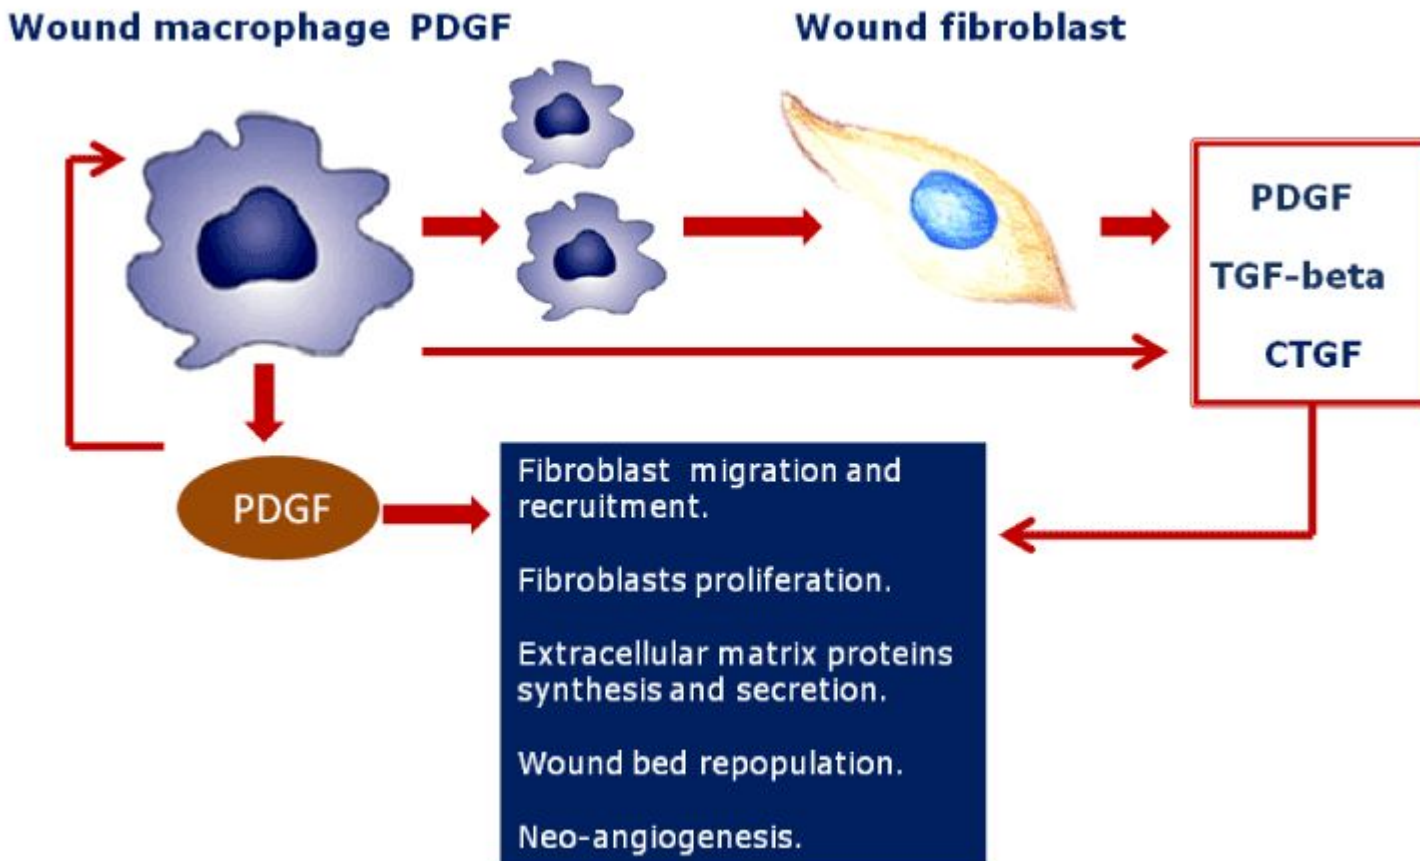 Wound macrophage PDGF
Wound fibroblast
PDGF
TGF-beta
CTGF
PDGF
Fibroblast migration and
recruitment.
Fibroblasts proliferation.
Extracellular matrix proteins
synthesis and secretion.
Wound bed repopulation.
Neo-angiogenesis.